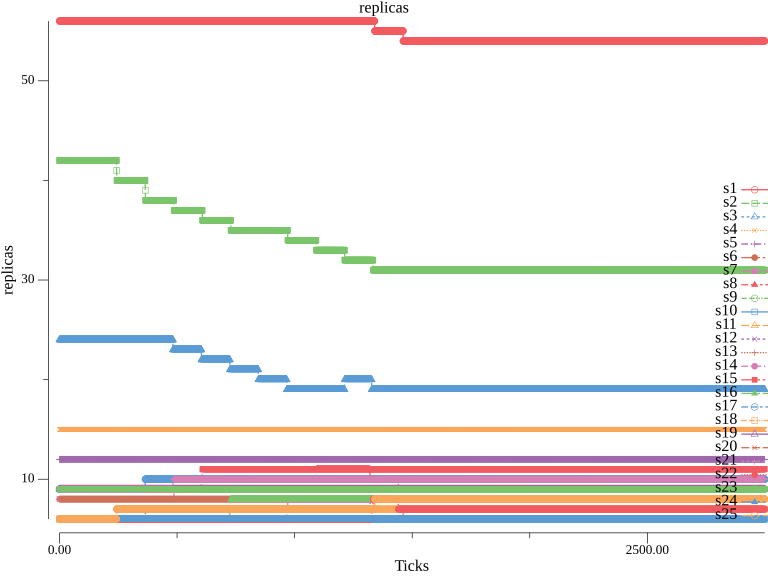 replicas
50
30
10
replicas
s1
s2
s3
s4
s5
s6
s7
s8
s9
s10
s11
s12
s13
s14
s15
s16
s17
s18
s19
s20
s21
s22
s23
s24
s25
0.00
2500.00
Ticks